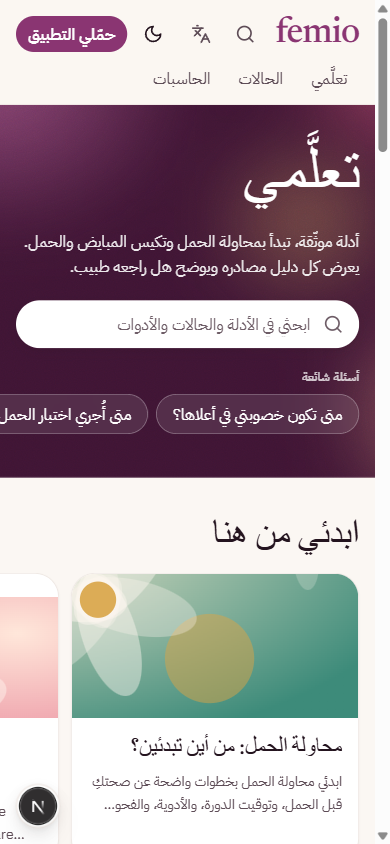 femio
حمّلي التطبيق
تعلَّمي
الحالات
الحاسبات
تعلَّمي
أدلة موثّقة، تبدأ بمحاولة الحمل وتكيس المبايض والحمل.
يعرض كل دليل مصادره ويوضح هل راجعه طبيب.
ابحثي في الأدلة والحالات والأدوات
أسئلة شائعة
متى تكون خصوبتي في أعلاها؟
متى أُجري اختبار الحمل
ابدئي من هنا
محاولة الحمل: من أين تبدئين؟
ابدئي محاولة الحمل بخطوات واضحة عن صحتكِ
قبل الحمل، وتوقيت الدورة، والأدوية، والفحو...
N
are...